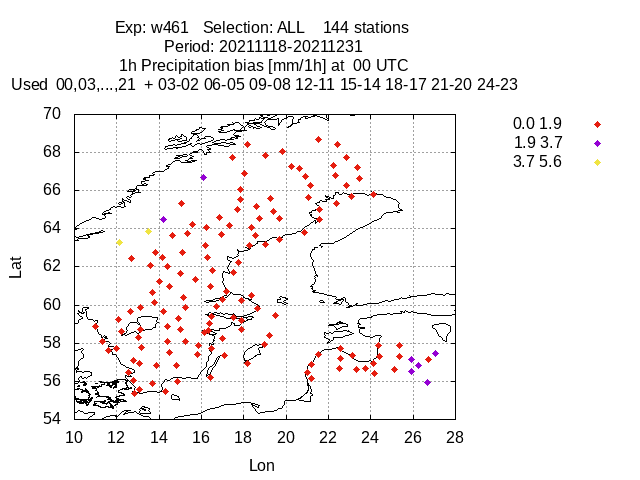 Exp: w461   Selection: ALL    144 stations
Period: 20211118-20211231
1h Precipitation bias [mm/1h] at  00 UTC
Used  00,03,...,21  + 03-02 06-05 09-08 12-11 15-14 18-17 21-20 24-23
0.0 1.9
1.9 3.7
3.7 5.6
70
68
66
64
62
60
58
56
54
Lat
10 12 14 16 18 20 22 24 26 28
Lon